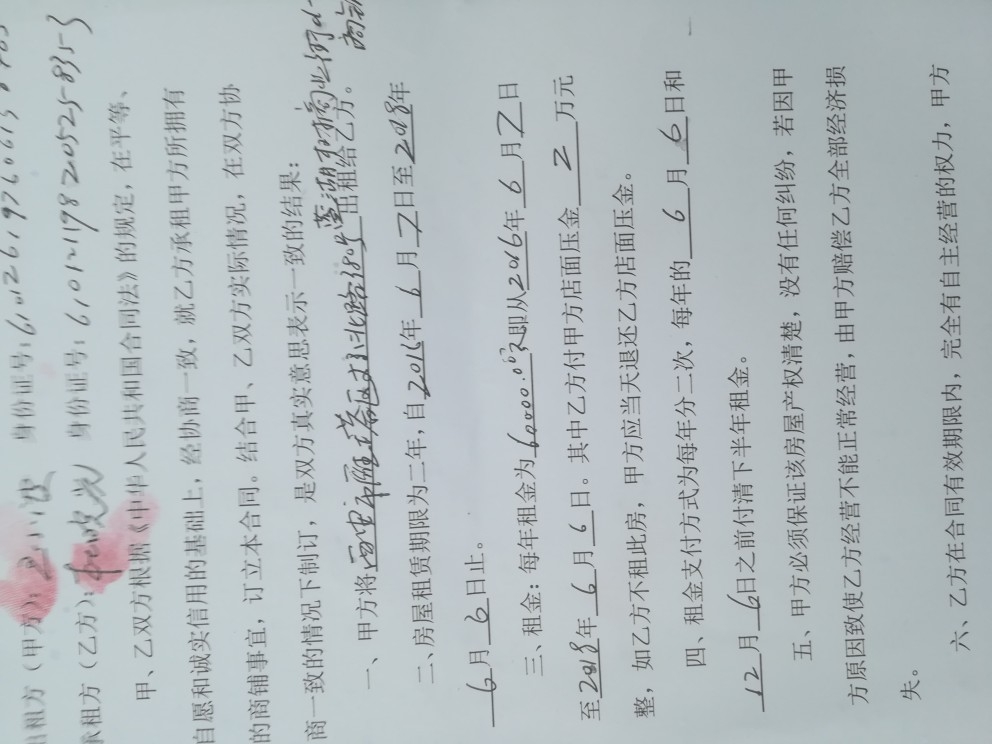 租方（甲方）： 身份证号：
承租方（乙方）： 身份证号：
甲、乙双方根据《中华人民共和国合同法》的规定，在平等、
自愿和诚实信用的基础上，经协商一致，就乙方承租甲方所拥有
的商铺事宜，订立本合同。结合甲、乙双方实际情况，在双方协
商一致的情况下制订，是双方真实意思表示一致的结果：
一、甲方将西安市雁塔区 出租给乙方。
二、房屋租赁期限为二年，自2016年6月7日至2018年
6月6日止。
三、租金：每年租金为60000.00元即从2016年6月7日
至2018年6月6日。其中乙方付甲方店面压金2万元
整，如乙方不租此房，甲方应当天退还乙方店面压金。
四、租金支付方式为每年分二次，每年的6月6日和
12月6日之前付清下半年租金。
五、甲方必须保证该房屋产权清楚，没有任何纠纷，若因甲
方原因致使乙方经营不能正常经营，由甲方赔偿乙方全部经济损
失。
六、乙方在合同有效期限内，完全有自主经营的权力，甲方